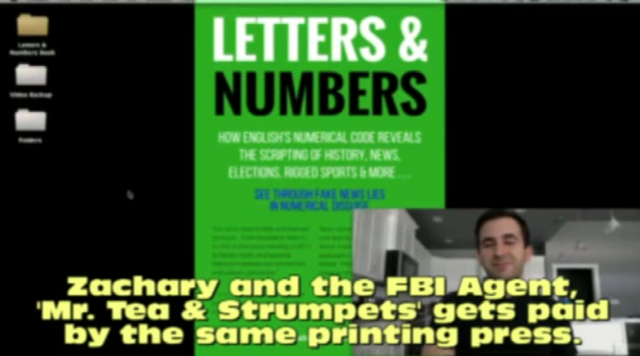 Letters &
Numbers Book
Video Backup
Folders
LETTERS &
NUMBERS
HOW ENGLISH'S NUMERICAL CODE REVEALS
THE SCRIPTING OF HISTORY, NEWS,
ELECTIONS, RIGGED SPORTS & MORE . . .
SEE THROUGH FAKE NEWS LIES
IN NUMERICAL DISGUISE
Zachary and the FBI Agent,
'Mr. Tea & Strumpets' gets paid
by the same printing press.